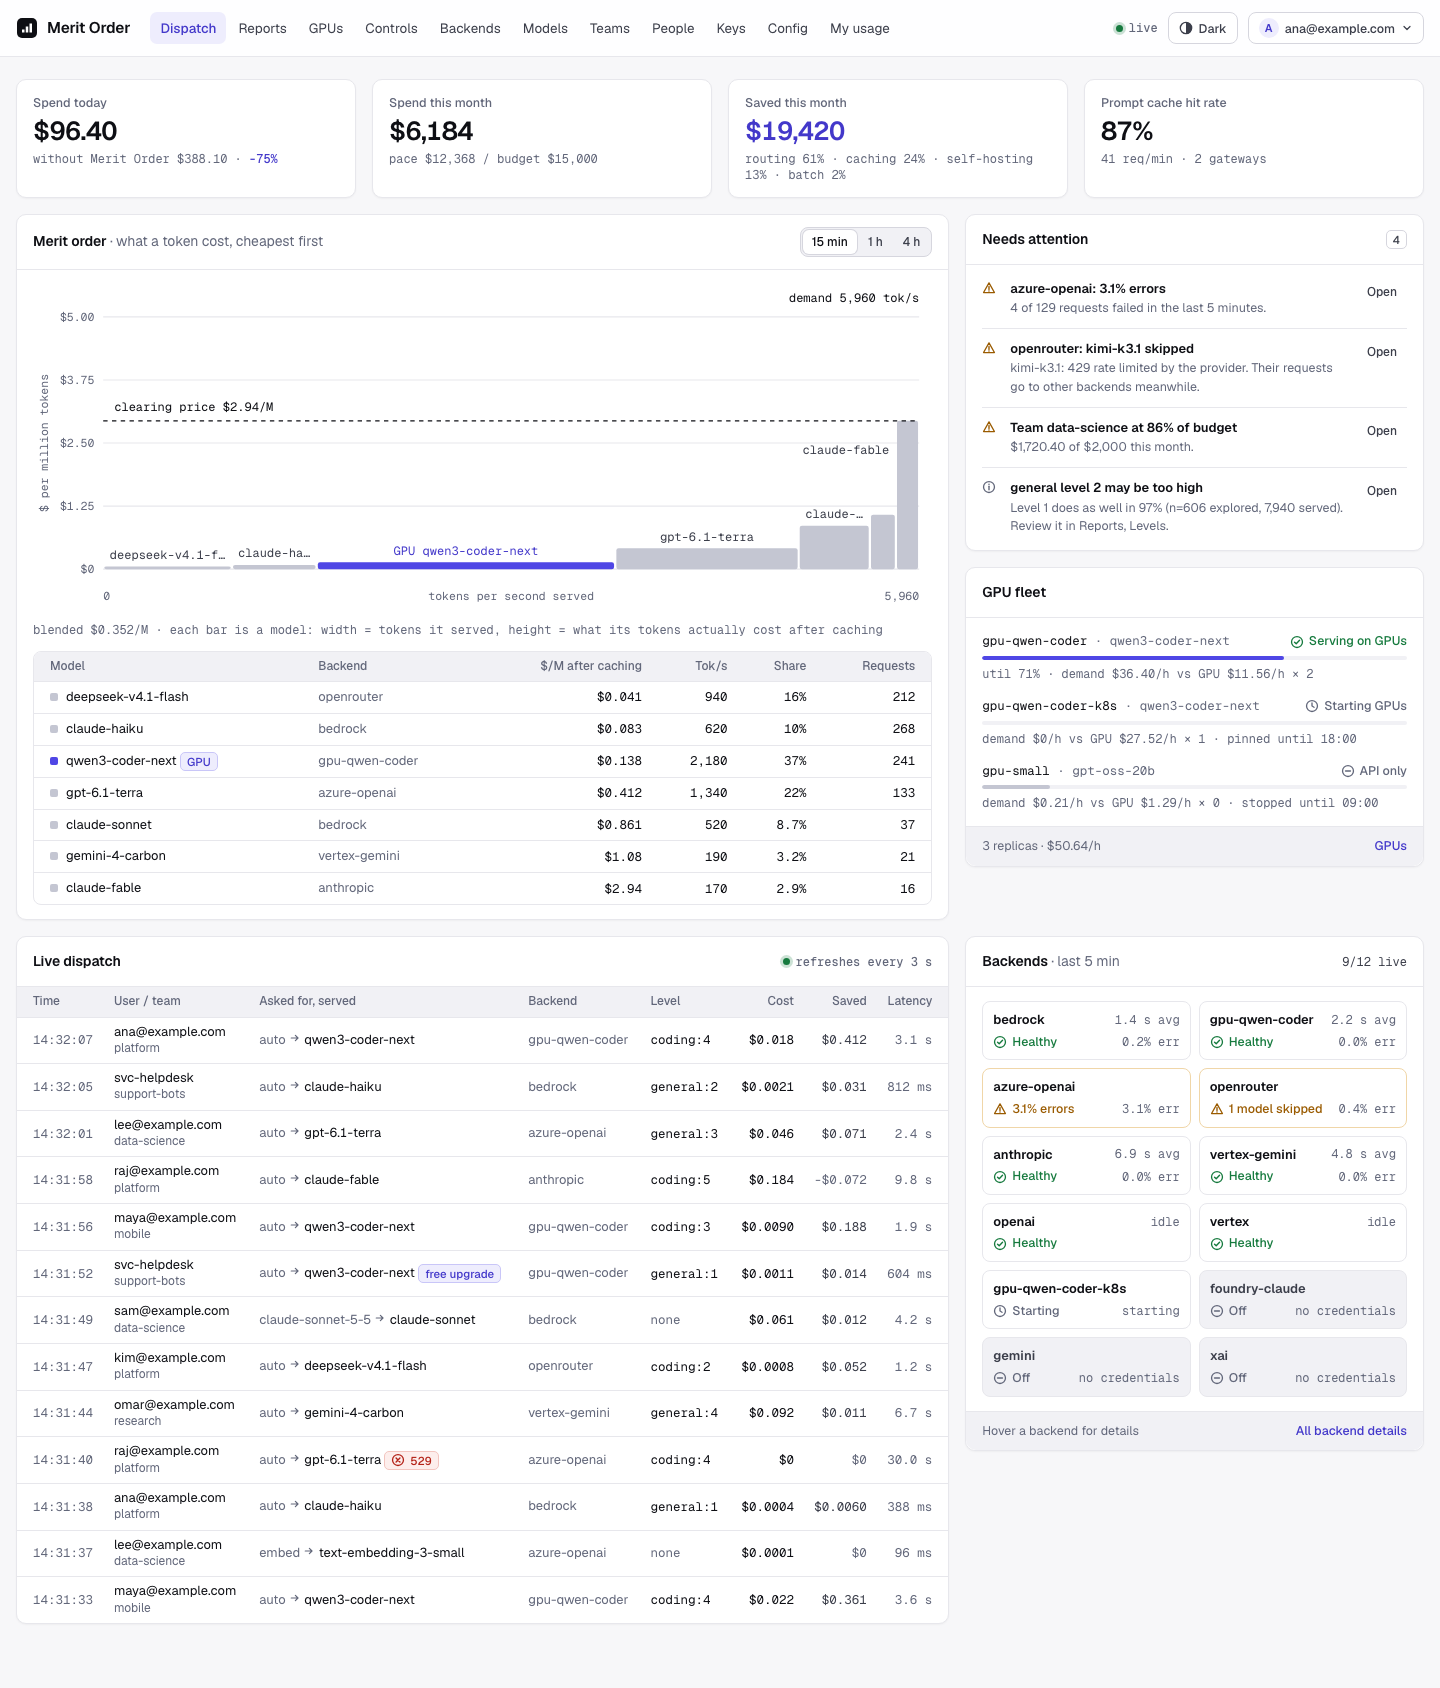 Merit Order
Dispatch Reports GPUs Controls Backends Models Teams People Keys Config My usage
live Dark A ana@example.com
Spend today
$96.40
without Merit Order $388.10 · -75%
Spend this month
$6,184
pace $12,368 / budget $15,000
Saved this month
$19,420
routing 61% · caching 24% · self-hosting
13% · batch 2%
Prompt cache hit rate
87%
41 req/min · 2 gateways
Merit order · what a token cost, cheapest first
15 min 1 h 4 h
demand 5,960 tok/s
$5.00
$3.75
clearing price $2.94/M
$2.50
claude-fable
$1.25
claude-…
gpt-6.1-terra
GPU qwen3-coder-next
deepseek-v4.1-f… claude-ha…
$0
$ per million tokens
0 tokens per second served 5,960
blended $0.352/M · each bar is a model: width = tokens it served, height = what its tokens actually cost after caching
Model Backend $/M after caching Tok/s Share Requests
deepseek-v4.1-flash openrouter $0.041 940 16% 212
claude-haiku bedrock $0.083 620 10% 268
qwen3-coder-next GPU gpu-qwen-coder $0.138 2,180 37% 241
gpt-6.1-terra azure-openai $0.412 1,340 22% 133
claude-sonnet bedrock $0.861 520 8.7% 37
gemini-4-carbon vertex-gemini $1.08 190 3.2% 21
claude-fable anthropic $2.94 170 2.9% 16
Needs attention 4
azure-openai: 3.1% errors Open
4 of 129 requests failed in the last 5 minutes.
openrouter: kimi-k3.1 skipped Open
kimi-k3.1: 429 rate limited by the provider. Their requests
go to other backends meanwhile.
Team data-science at 86% of budget Open
$1,720.40 of $2,000 this month.
general level 2 may be too high Open
Level 1 does as well in 97% (n=606 explored, 7,940 served).
Review it in Reports, Levels.
GPU fleet
gpu-qwen-coder · qwen3-coder-next Serving on GPUs
util 71% · demand $36.40/h vs GPU $11.56/h × 2
gpu-qwen-coder-k8s · qwen3-coder-next Starting GPUs
demand $0/h vs GPU $27.52/h × 1 · pinned until 18:00
gpu-small · gpt-oss-20b API only
demand $0.21/h vs GPU $1.29/h × 0 · stopped until 09:00
3 replicas · $50.64/h GPUs
Live dispatch refreshes every 3 s
Time User / team Asked for, served Backend Level Cost Saved Latency
14:32:07 ana@example.com auto → qwen3-coder-next gpu-qwen-coder coding:4 $0.018 $0.412 3.1 s
platform
14:32:05 svc-helpdesk auto → claude-haiku bedrock general:2 $0.0021 $0.031 812 ms
support-bots
14:32:01 lee@example.com auto → gpt-6.1-terra azure-openai general:3 $0.046 $0.071 2.4 s
data-science
14:31:58 raj@example.com auto → claude-fable anthropic coding:5 $0.184 -$0.072 9.8 s
platform
14:31:56 maya@example.com auto → qwen3-coder-next gpu-qwen-coder coding:3 $0.0090 $0.188 1.9 s
mobile
14:31:52 svc-helpdesk auto → qwen3-coder-next free upgrade gpu-qwen-coder general:1 $0.0011 $0.014 604 ms
support-bots
14:31:49 sam@example.com claude-sonnet-5-5 → claude-sonnet bedrock none $0.061 $0.012 4.2 s
data-science
14:31:47 kim@example.com auto → deepseek-v4.1-flash openrouter coding:2 $0.0008 $0.052 1.2 s
platform
14:31:44 omar@example.com auto → gemini-4-carbon vertex-gemini general:4 $0.092 $0.011 6.7 s
research
14:31:40 raj@example.com auto → gpt-6.1-terra 529 azure-openai coding:4 $0 $0 30.0 s
platform
14:31:38 ana@example.com auto → claude-haiku bedrock general:1 $0.0004 $0.0060 388 ms
platform
14:31:37 lee@example.com embed → text-embedding-3-small azure-openai none $0.0001 $0 96 ms
data-science
14:31:33 maya@example.com auto → qwen3-coder-next gpu-qwen-coder coding:4 $0.022 $0.361 3.6 s
mobile
Backends · last 5 min 9/12 live
bedrock 1.4 s avg
Healthy 0.2% err
gpu-qwen-coder 2.2 s avg
Healthy 0.0% err
azure-openai
3.1% errors 3.1% err
openrouter
1 model skipped 0.4% err
anthropic 6.9 s avg
Healthy 0.0% err
vertex-gemini 4.8 s avg
Healthy 0.0% err
openai idle
Healthy
vertex idle
Healthy
gpu-qwen-coder-k8s
Starting starting
foundry-claude
Off no credentials
gemini
Off no credentials
xai
Off no credentials
Hover a backend for details All backend details